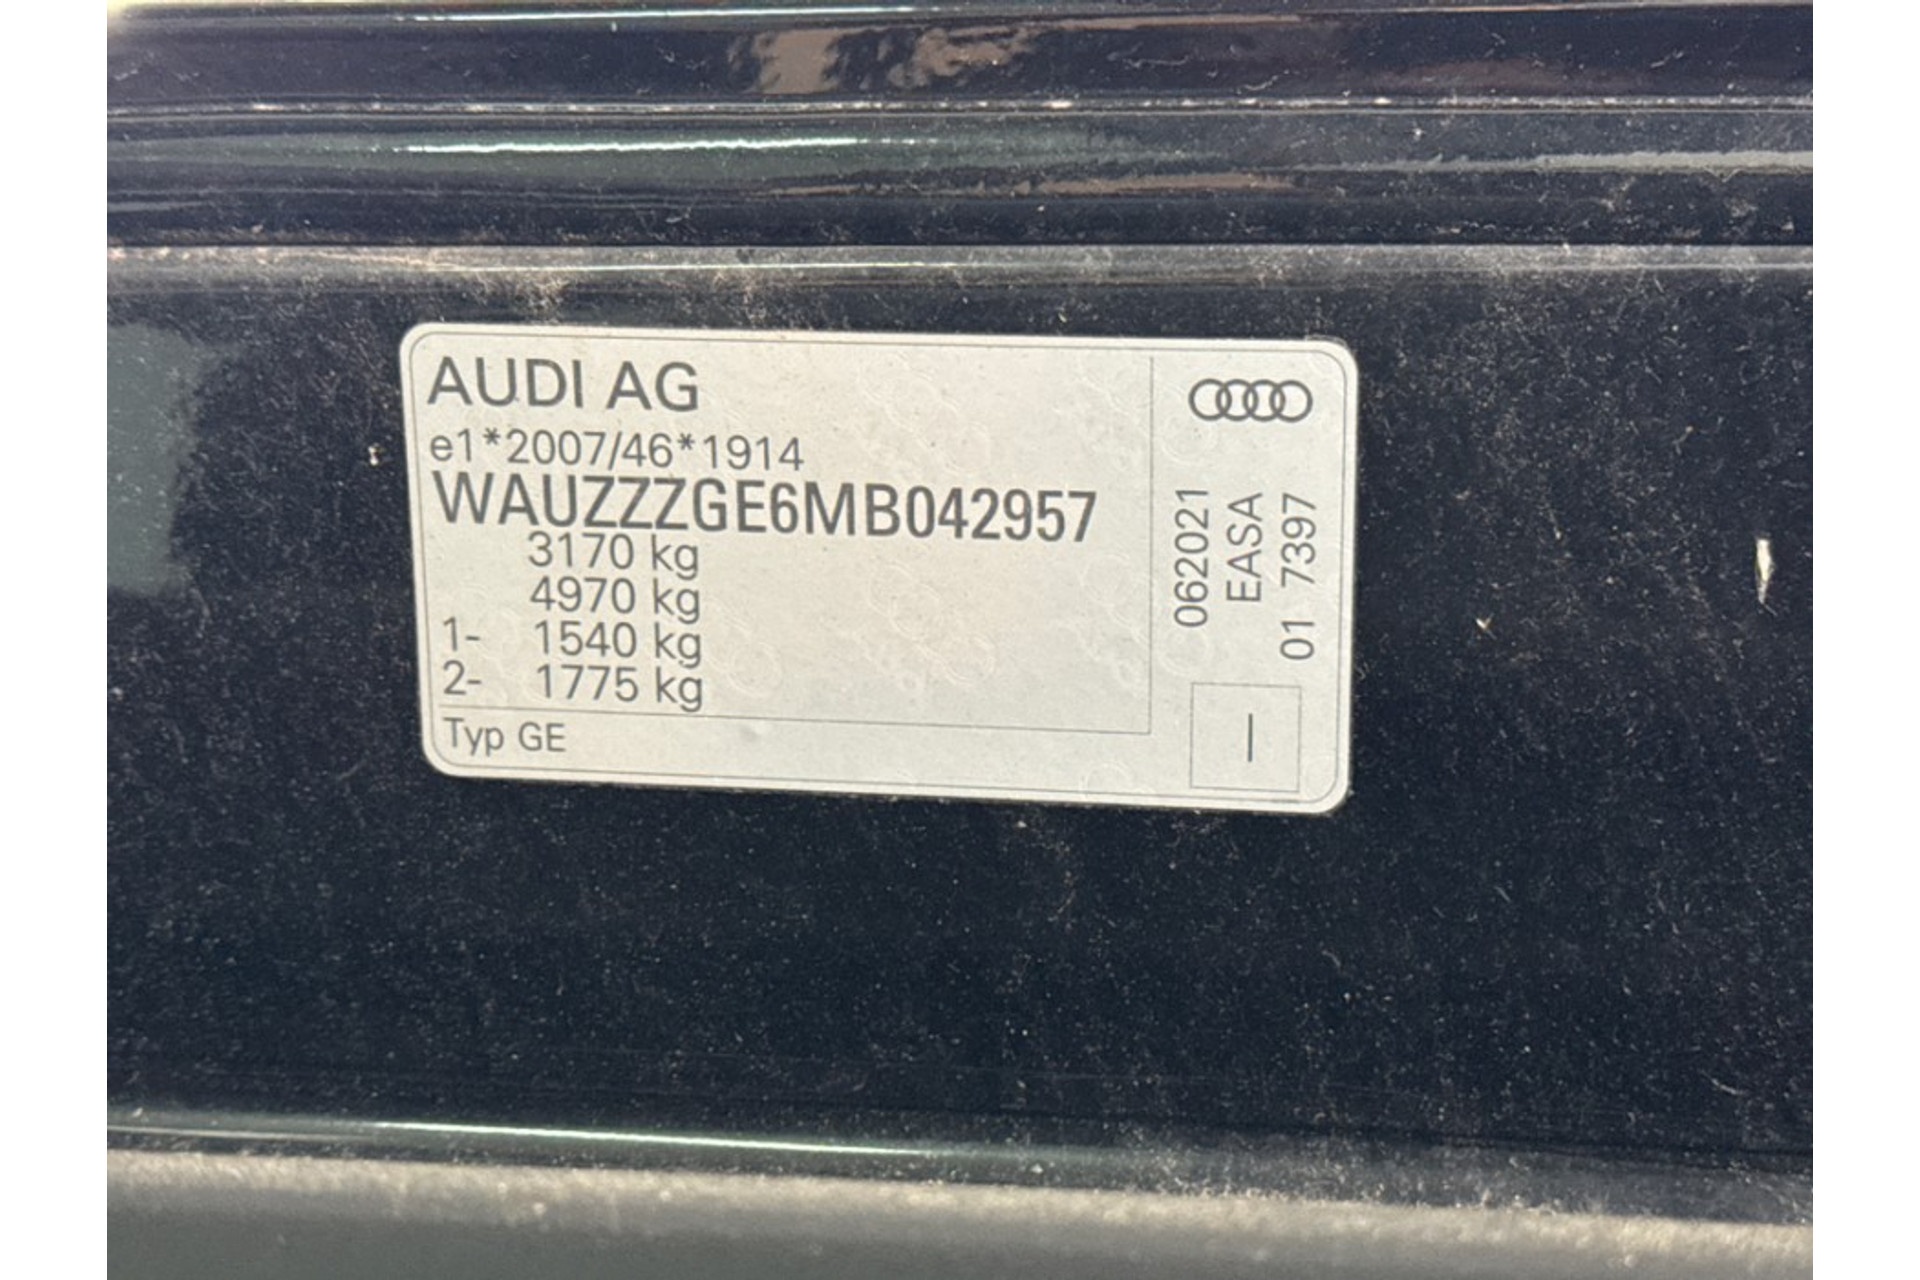 AUDI AG
e1*2007/46*1914
WAUZZZGE6MB042957
3170 kg
4970 kg
1- 1540 kg
2- 1775 kg
Typ GE
062021
EASA
01 7397
–